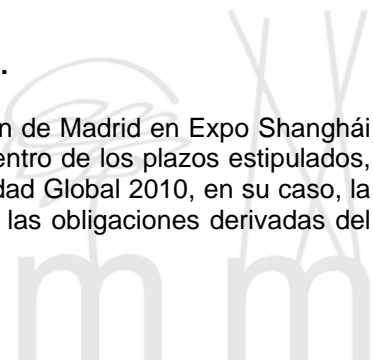 .
n de Madrid en Expo Shanghái
entro de los plazos estipulados,
dad Global 2010, en su caso, la
las obligaciones derivadas del
m m